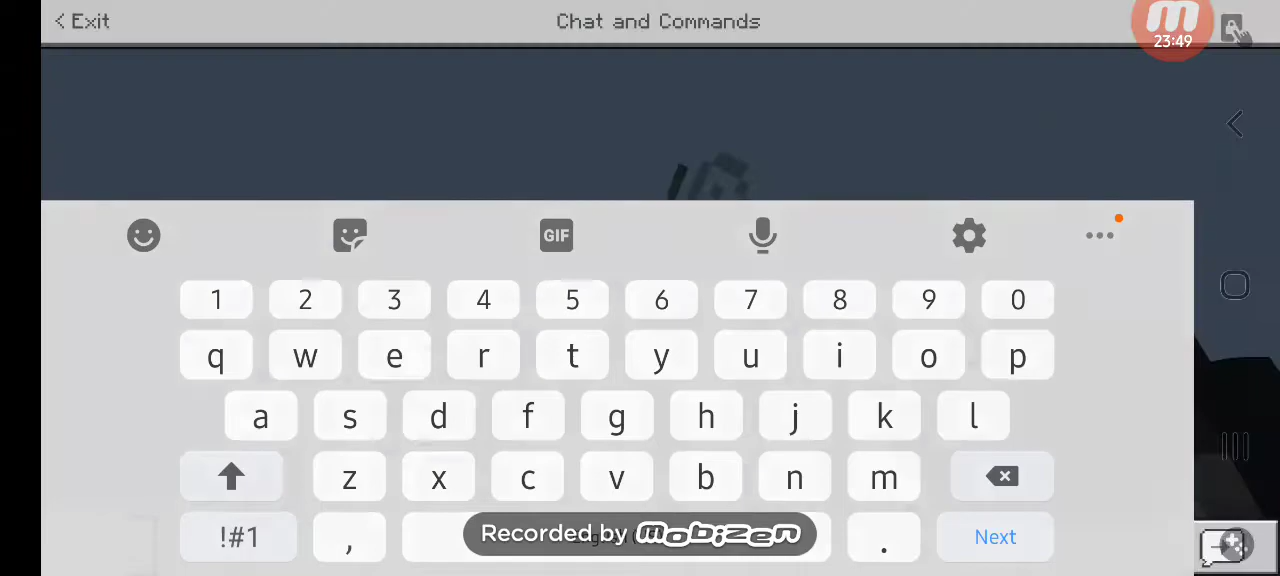 < Exit
Chat and Commands
23:49
GIF
1 2 3 4 5 6 7 8 9 0
q w e r t y u i o p
a s d f g h j k l
z x c v b n m
!#1 , . Next
Recorded by mobizen